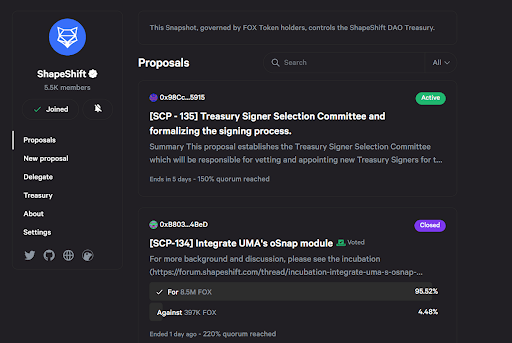 This Snapshot, governed by FOX Token holders, controls the ShapeShift DAO Treasury.
ShapeShift
5.5K members
Joined
Proposals
New proposal
Delegate
Treasury
About
Settings
Proposals
Search
All
0x98Cc...5915
Active
[SCP - 135] Treasury Signer Selection Committee and
formalizing the signing process.
Summary This proposal establishes the Treasury Signer Selection Committee
which will be responsible for vetting and appointing new Treasury Signers for t...
Ends in 5 days - 150% quorum reached
0xB803...4BeD
Closed
[SCP-134] Integrate UMA's oSnap module Voted
For more background and discussion, please see the incubation
(https://forum.shapeshift.com/thread/incubation-integrate-uma-s-osnap-...
For 8.5M FOX 95.52%
Against 397K FOX 4.48%
Ended 1 day ago - 220% quorum reached